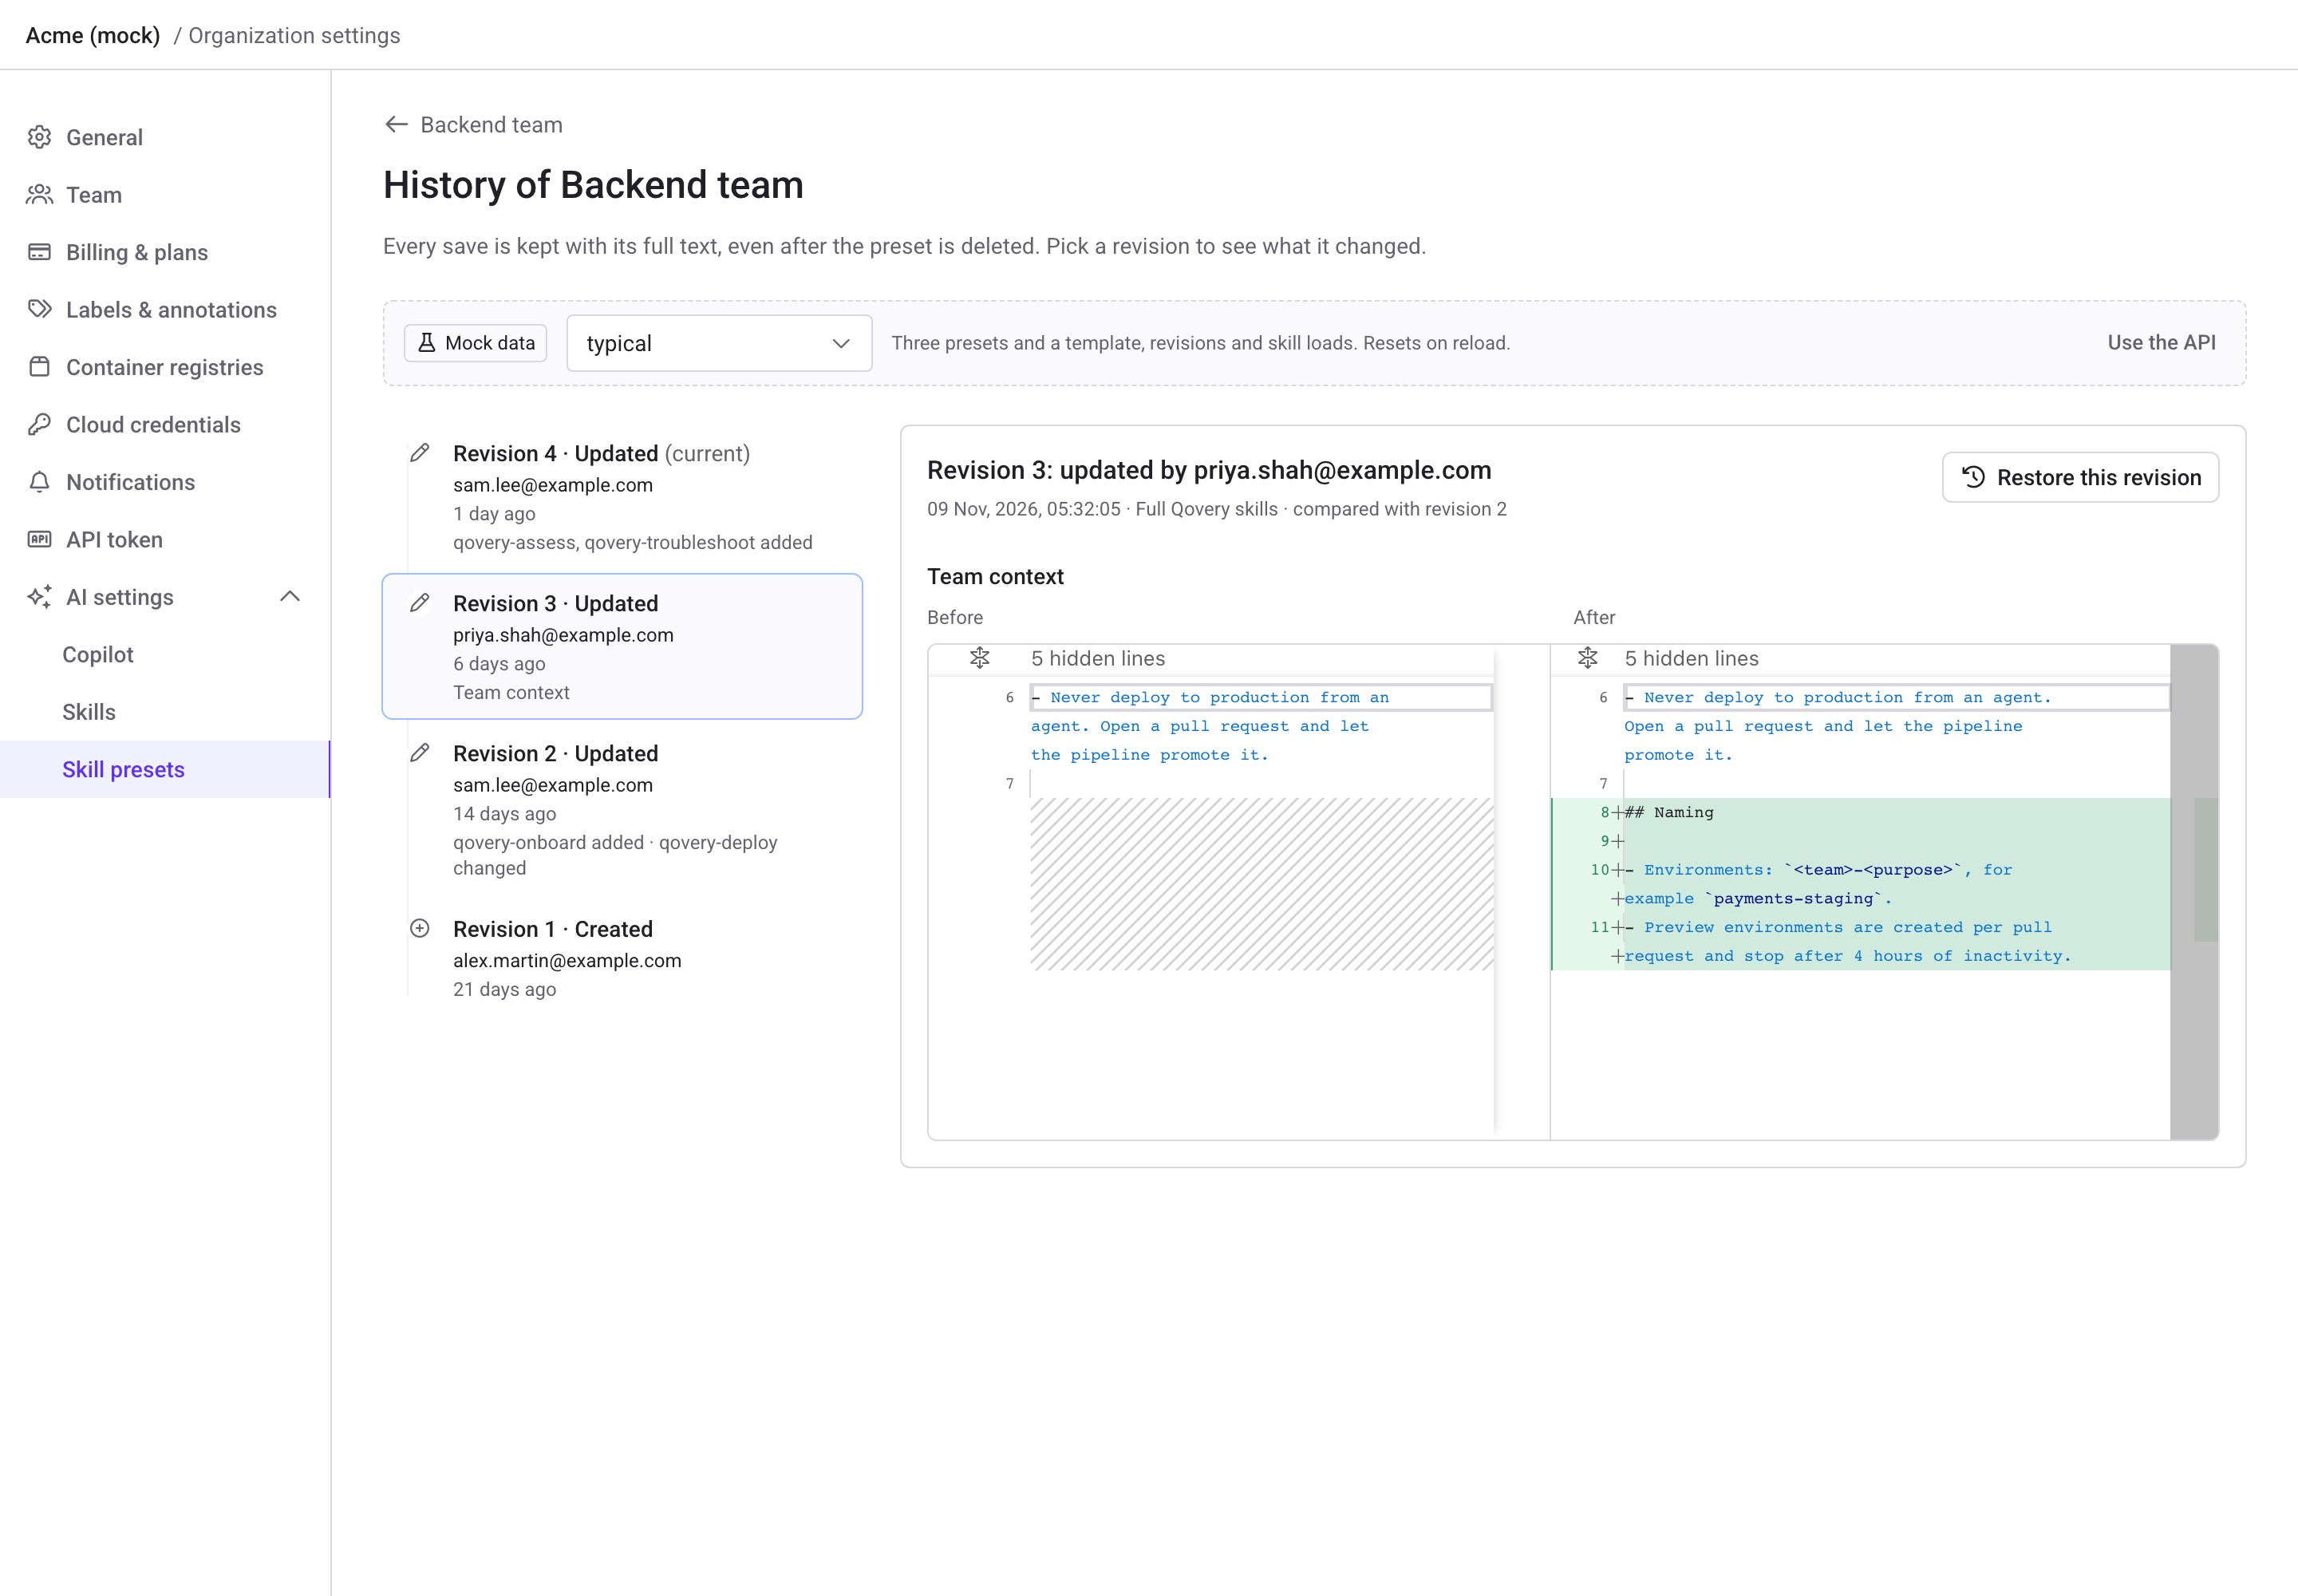 Acme (mock) / Organization settings
General
Team
Billing & plans
Labels & annotations
Container registries
Cloud credentials
Notifications
API token
AI settings
Copilot
Skills
Skill presets
Backend team
History of Backend team
Every save is kept with its full text, even after the preset is deleted. Pick a revision to see what it changed.
Mock data
typical
Three presets and a template, revisions and skill loads. Resets on reload.
Use the API
Revision 4 · Updated (current)
sam.lee@example.com
1 day ago
qovery-assess, qovery-troubleshoot added
Revision 3 · Updated
priya.shah@example.com
6 days ago
Team context
Revision 2 · Updated
sam.lee@example.com
14 days ago
qovery-onboard added · qovery-deploy
changed
Revision 1 · Created
alex.martin@example.com
21 days ago
Revision 3: updated by priya.shah@example.com
Restore this revision
09 Nov, 2026, 05:32:05 · Full Qovery skills · compared with revision 2
Team context
Before
5 hidden lines
6 - Never deploy to production from an
agent. Open a pull request and let
the pipeline promote it.
7
After
5 hidden lines
6 - Never deploy to production from an agent.
Open a pull request and let the pipeline
promote it.
7
8+## Naming
9+
10+- Environments: `<team>-<purpose>`, for
+example `payments-staging`.
11+- Preview environments are created per pull
+request and stop after 4 hours of inactivity.